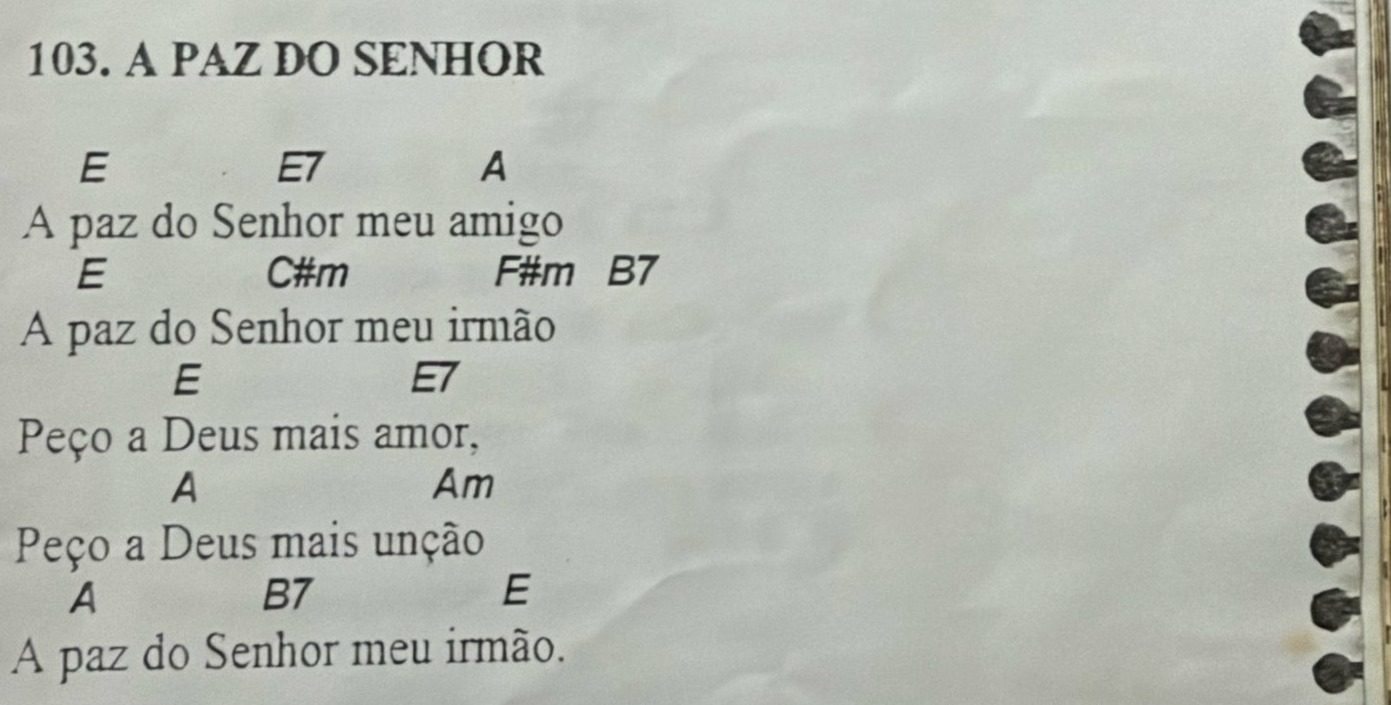 103. A PAZ DO SENHOR
E E7 A
A paz do Senhor meu amigo
E C#m F#m B7
A paz do Senhor meu irmão
E E7
Peço a Deus mais amor,
A Am
Peço a Deus mais unção
A B7 E
A paz do Senhor meu irmão.